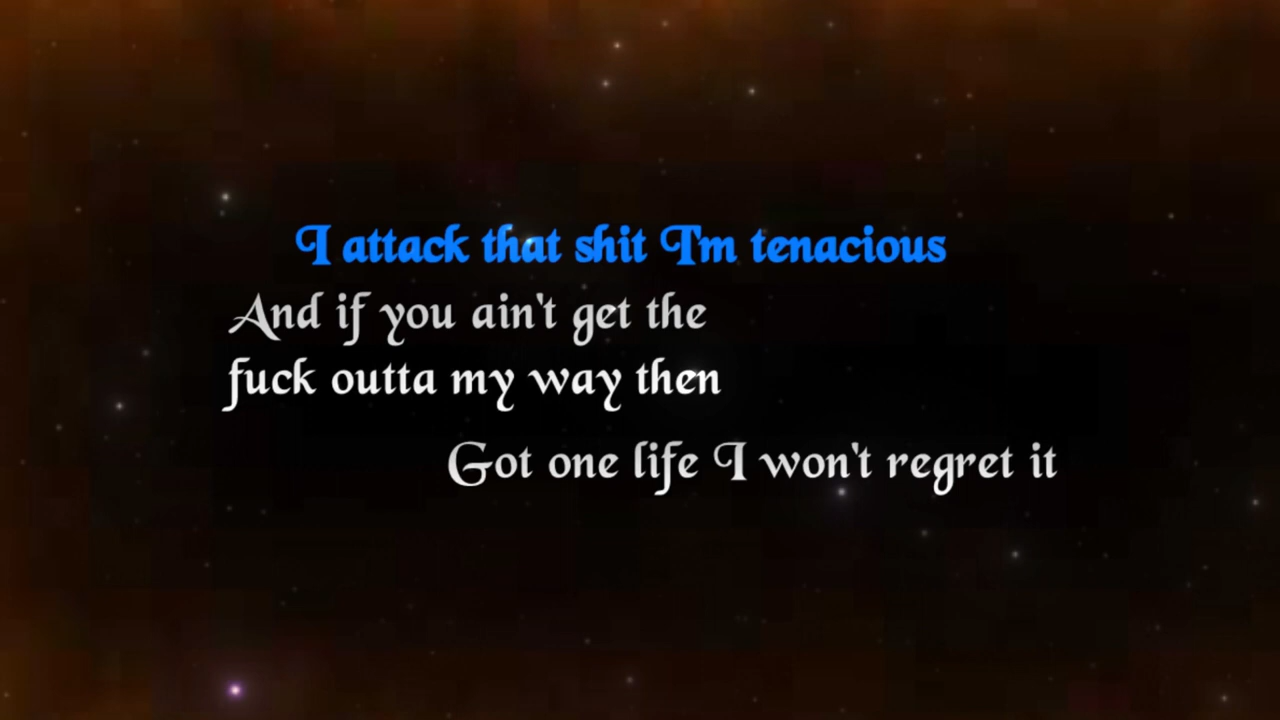 I attack that shit I'm tenacious
And if you ain't get the
fuck outta my way then
Got one life I won't regret it